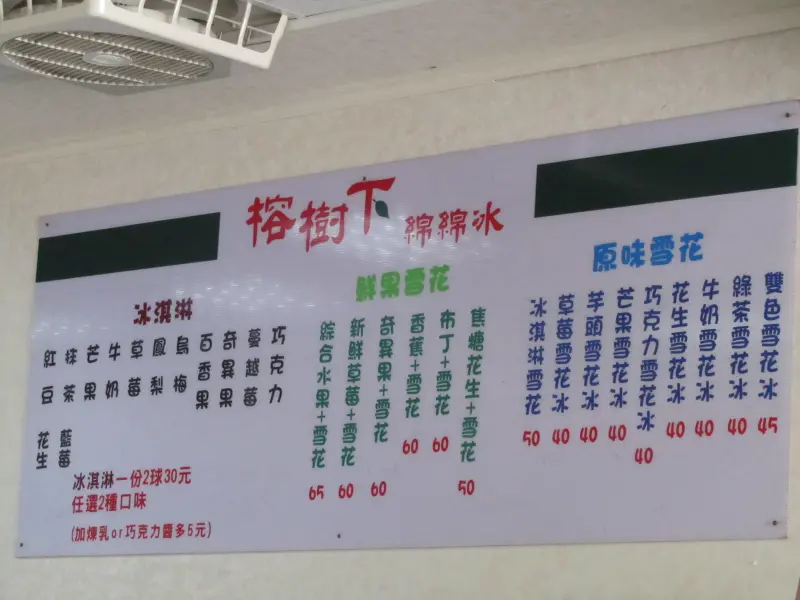 榕樹下 綿綿冰
冰淇淋
紅豆
抹茶
芒果
牛奶
草莓
鳳梨
烏梅
百香果
奇異果
蔓越莓
巧克力
花生
藍莓
冰淇淋一份2球30元
任選2種口味
(加煉乳or巧克力醬多5元)
鮮果雪花
綜合水果+雪花 65
新鮮草莓+雪花 60
奇異果+雪花 60
香蕉+雪花 60
布丁+雪花 60
焦糖花生+雪花 50
原味雪花
冰淇淋雪花 50
草莓雪花冰 40
芋頭雪花冰 40
芒果雪花冰 40
巧克力雪花冰 40
花生雪花冰 40
牛奶雪花冰 40
綠茶雪花冰 40
雙色雪花冰 45